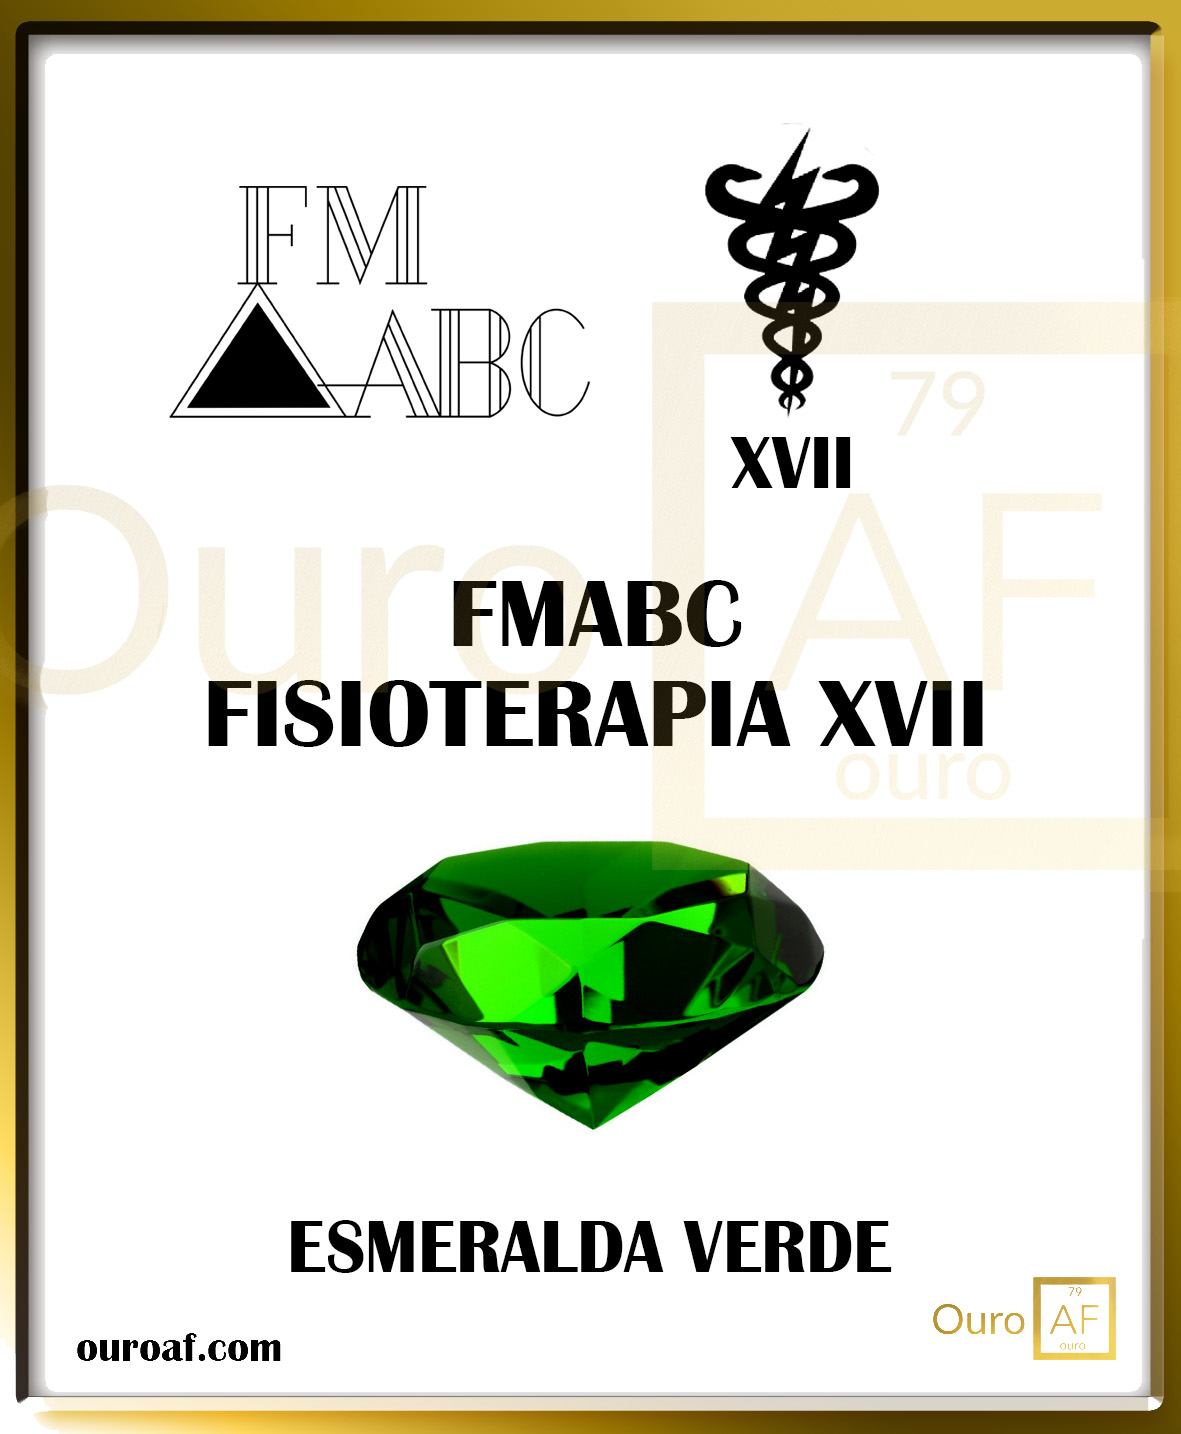 FM
ABC
XVII
79
Ouro AF
ouro
FMABC
FISIOTERAPIA XVII
ESMERALDA VERDE
ouroaf.com
79
Ouro AF
ouro